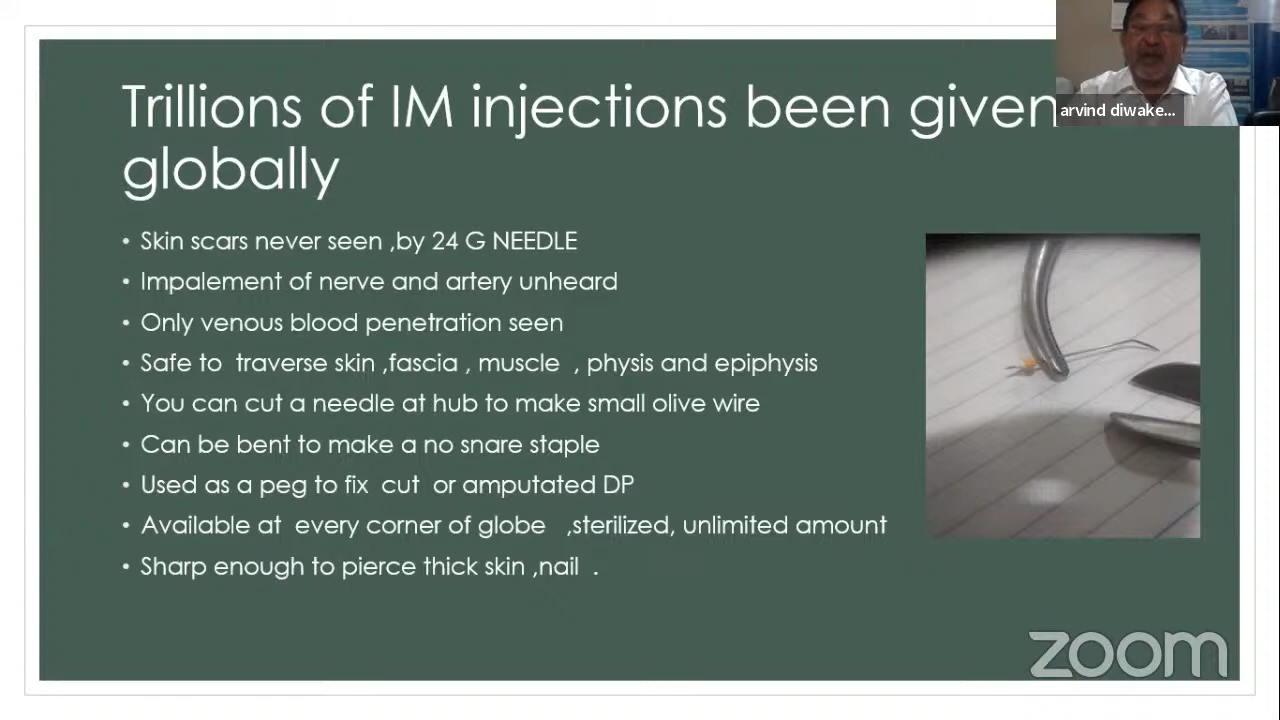 Trillions of IM injections been given
globally
arvind diwake...
• Skin scars never seen ,by 24 G NEEDLE
• Impalement of nerve and artery unheard
• Only venous blood penetration seen
• Safe to traverse skin ,fascia , muscle , physis and epiphysis
• You can cut a needle at hub to make small olive wire
• Can be bent to make a no snare staple
• Used as a peg to fix cut or amputated DP
• Available at every corner of globe ,sterilized, unlimited amount
• Sharp enough to pierce thick skin ,nail .
zoom